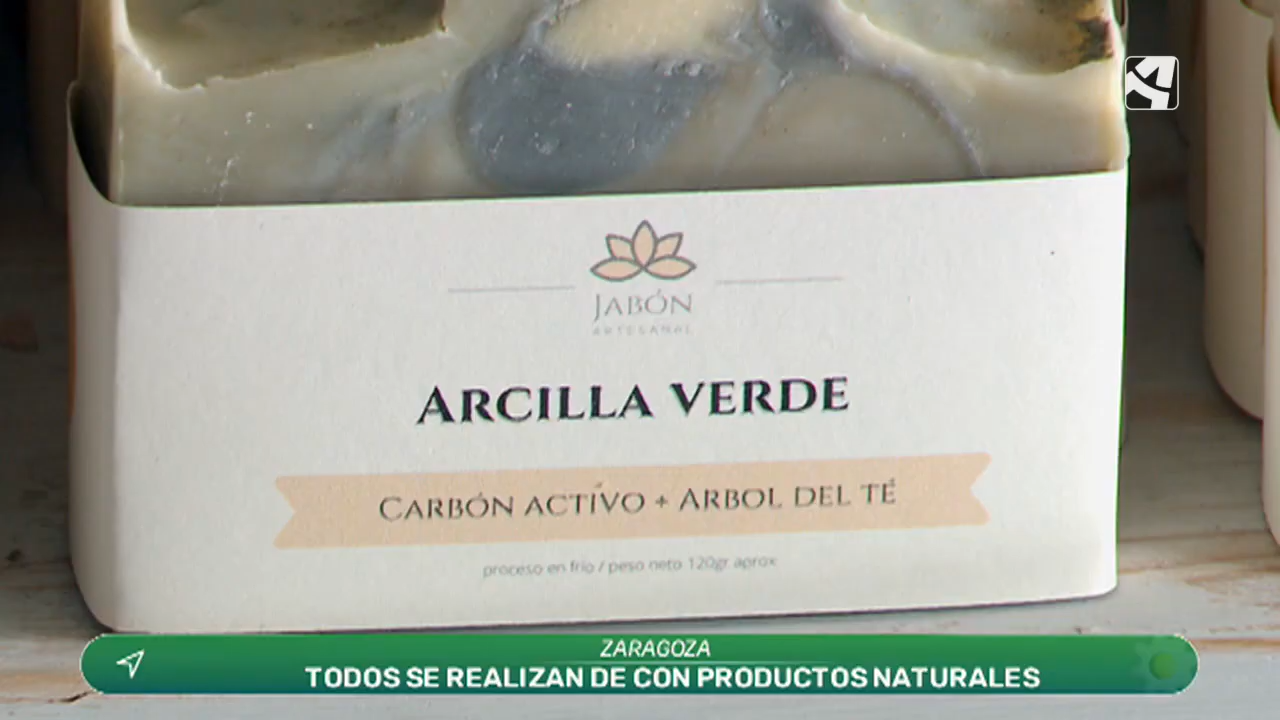 JABÓN
ARTESANAL
ARCILLA VERDE
CARBÓN ACTIVO + ARBOL DEL TÉ
proceso en frío / peso neto 120gr aprox
ZARAGOZA
TODOS SE REALIZAN DE CON PRODUCTOS NATURALES